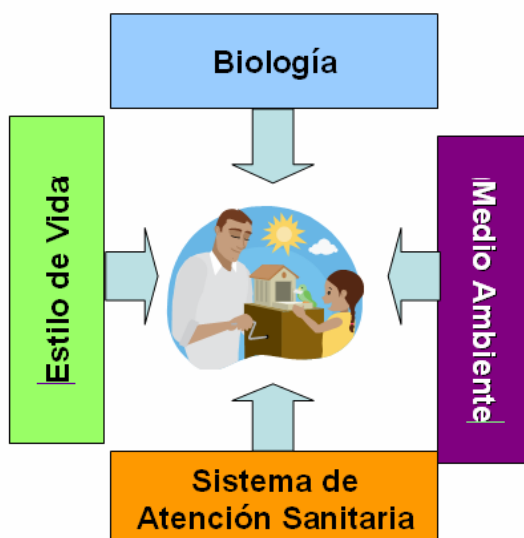 Biología
Estilo de Vida
Medio Ambiente
Sistema de
Atención Sanitaria